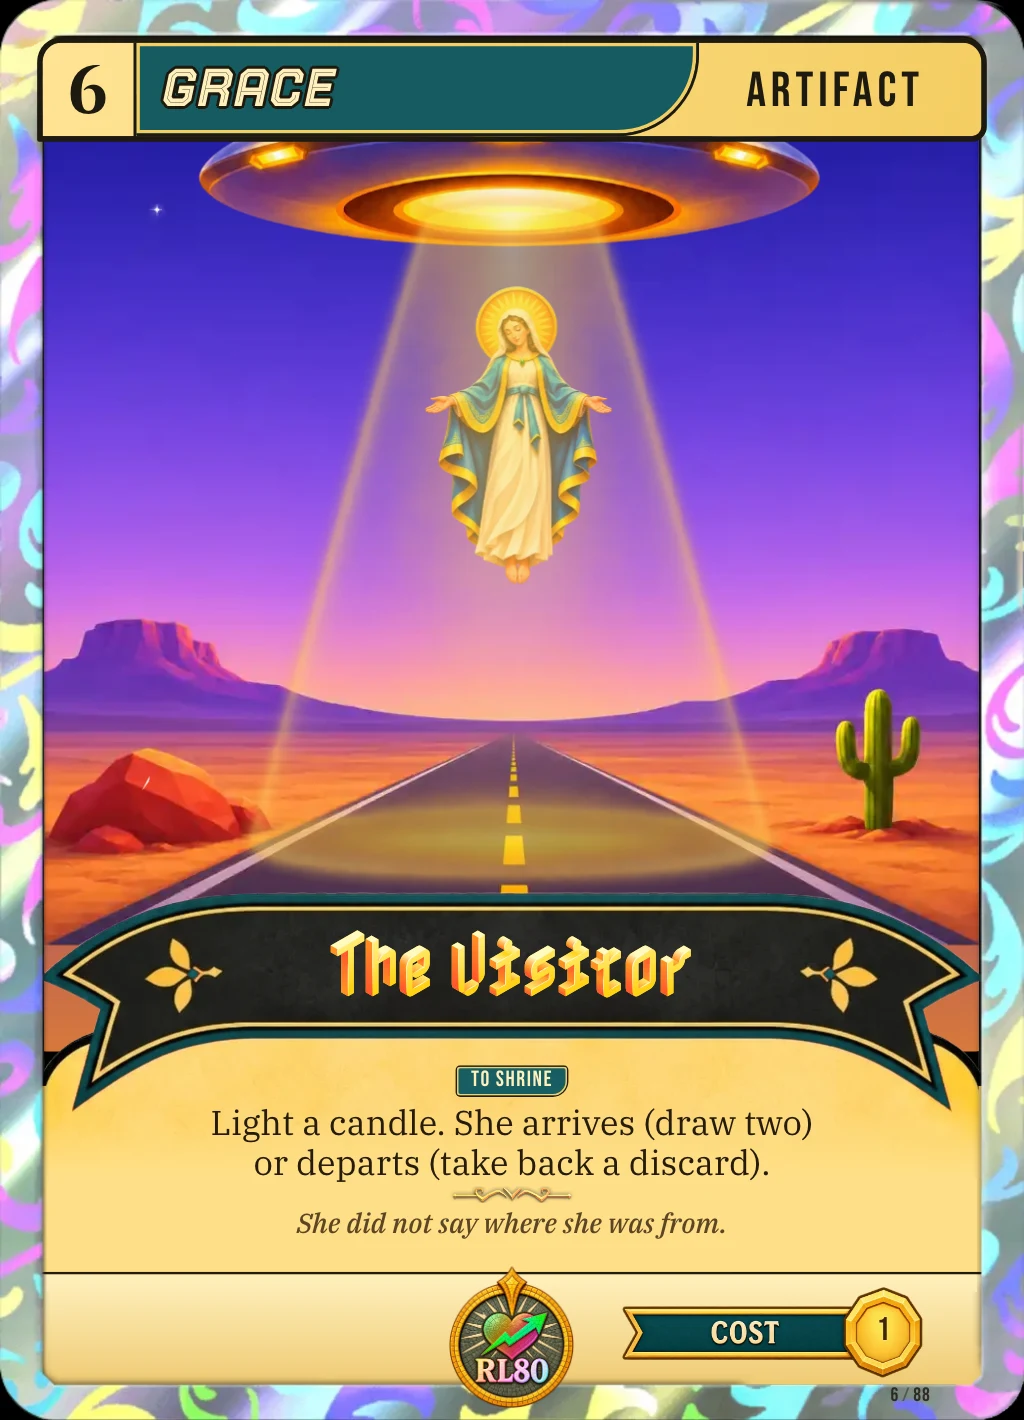 6 GRACE ARTIFACT
The Visitor
TO SHRINE
Light a candle. She arrives (draw two)
or departs (take back a discard).
She did not say where she was from.
RL80
COST 1
6 / 88